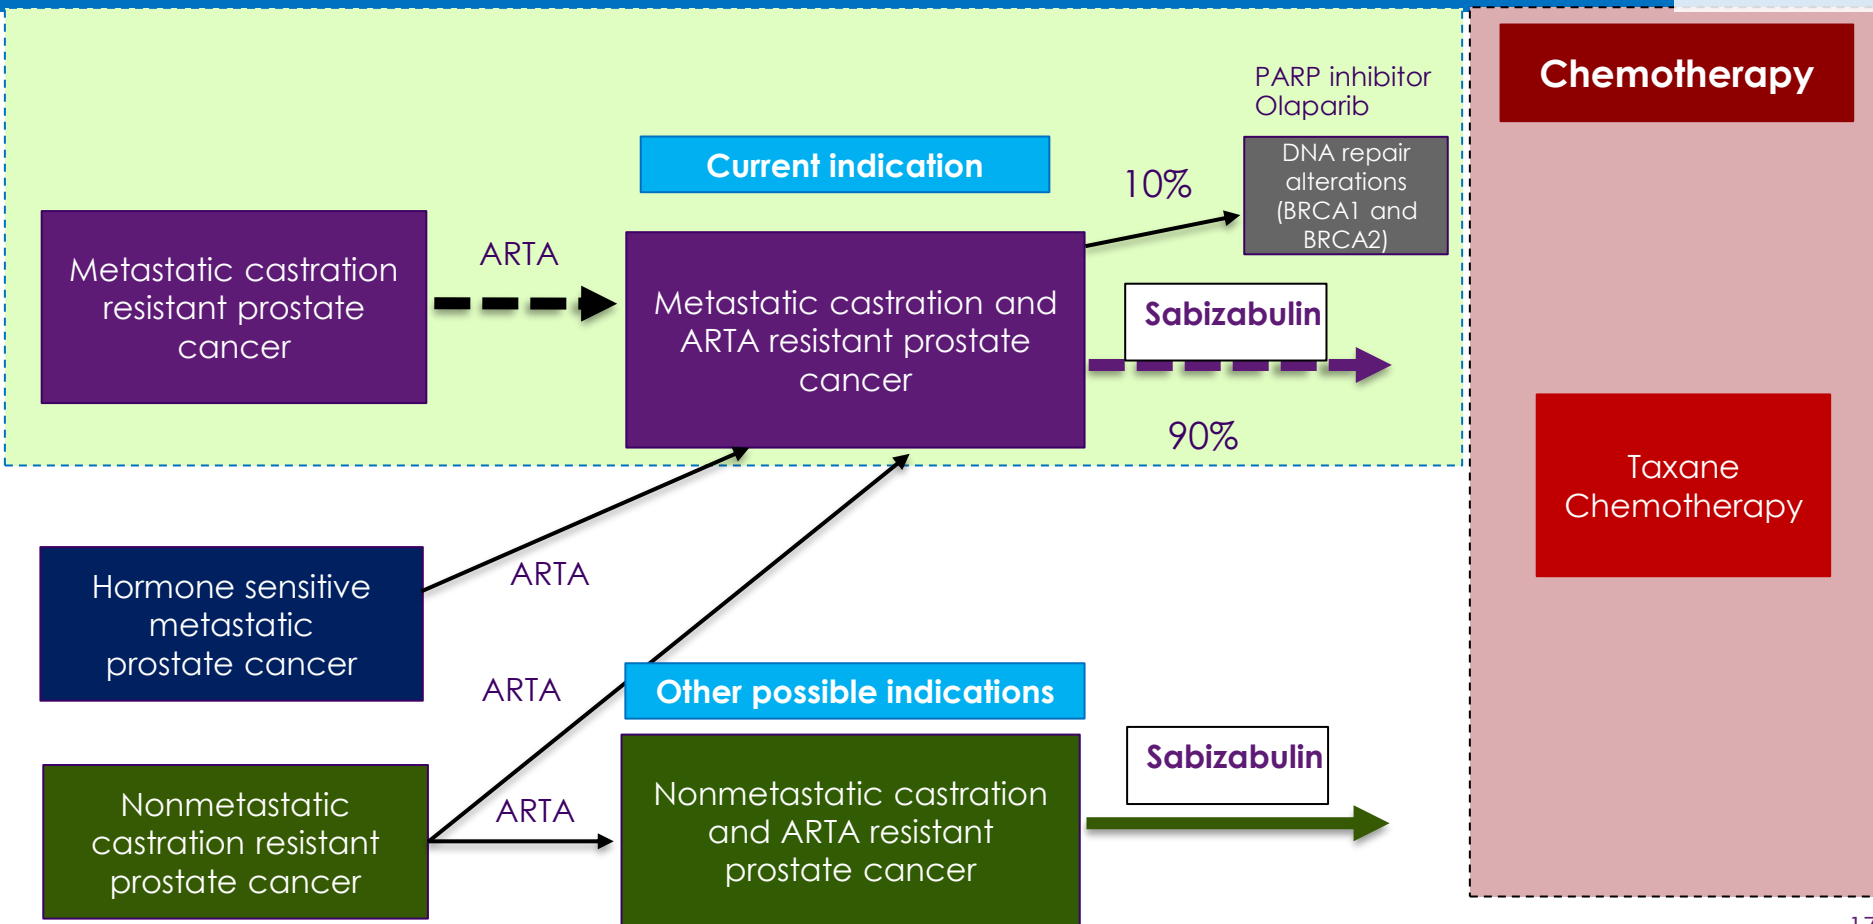 PARP inhibitor
Olaparib
Chemotherapy
Current indication
10%
DNA repair
alterations
(BRCA1 and
BRCA2)
Metastatic castration
resistant prostate
cancer
ARTA
Metastatic castration and
ARTA resistant prostate
cancer
Sabizabulin
90%
Taxane
Chemotherapy
Hormone sensitive
metastatic
prostate cancer
ARTA
ARTA
Other possible indications
Nonmetastatic
castration resistant
prostate cancer
ARTA
Nonmetastatic castration
and ARTA resistant
prostate cancer
Sabizabulin